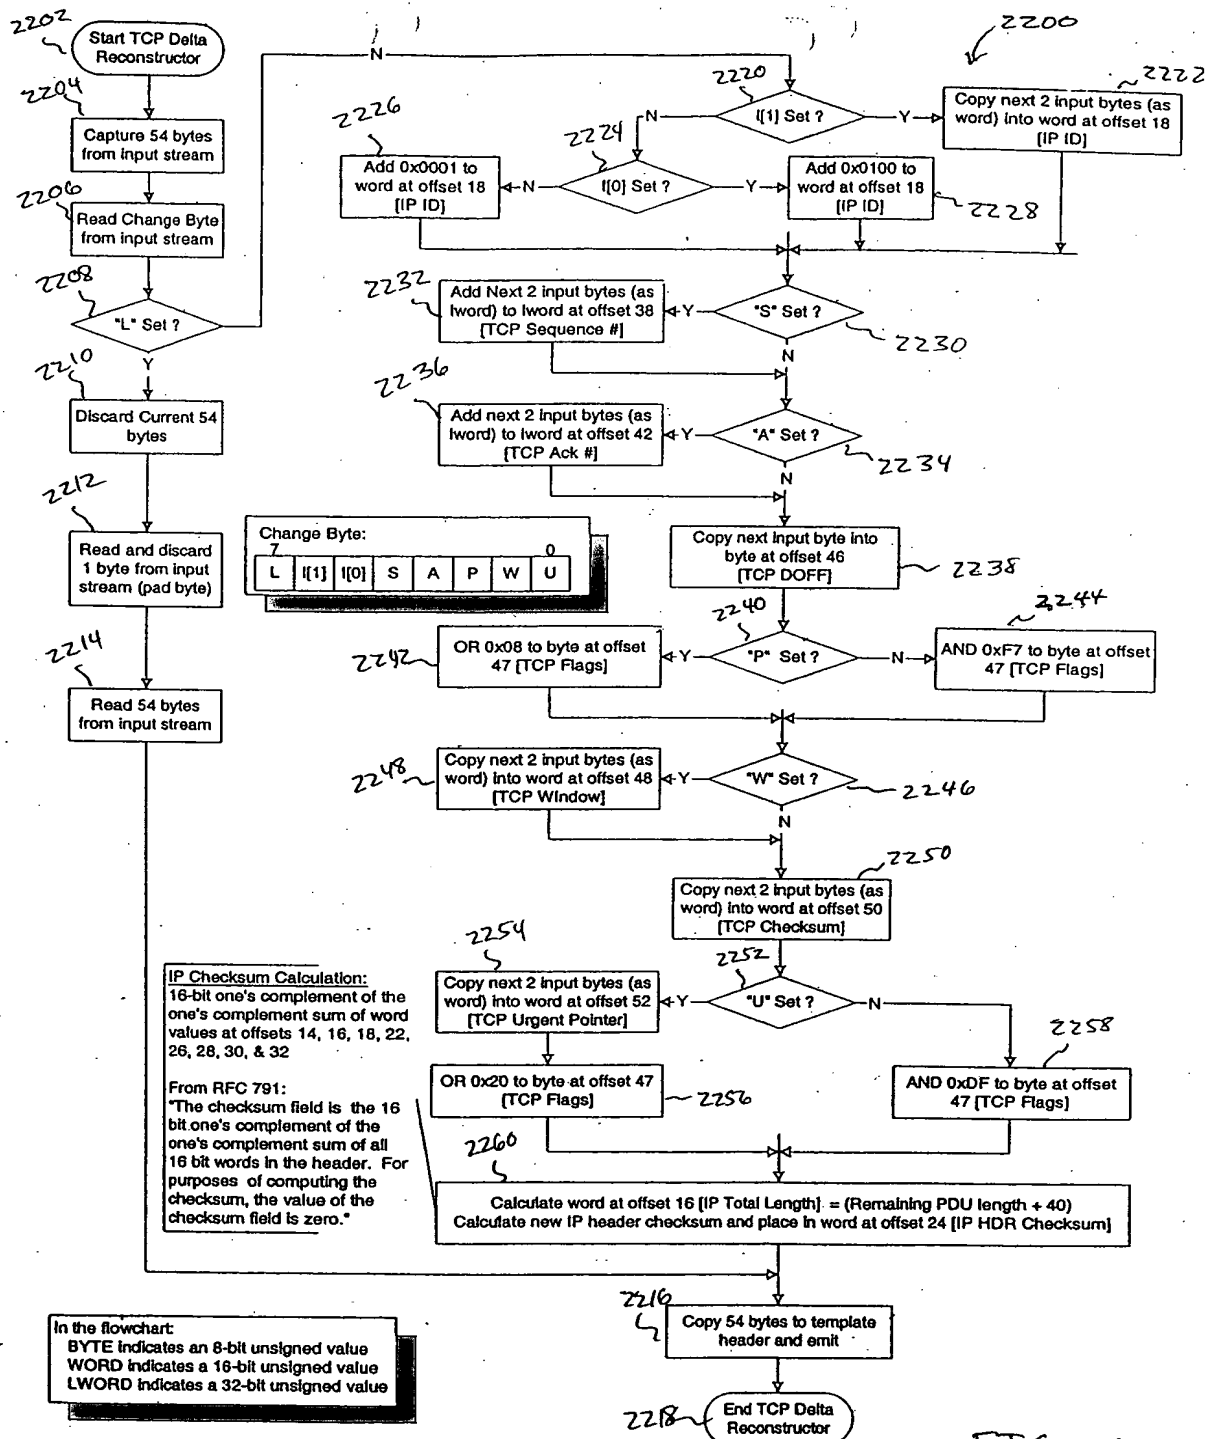 2202
Start TCP Delta
Reconstructor
2204
Capture 54 bytes
from input stream
2206
Read Change Byte
from input stream
2208
"L" Set ?
N
Y
2210
Discard Current 54
bytes
2212
Read and discard
1 byte from input
stream (pad byte)
2214
Read 54 bytes
from input stream
2200
2220
I[1] Set ?
N
Y
2222
Copy next 2 input bytes (as
word) into word at offset 18
[IP ID]
2224
I[0] Set ?
N
Y
2226
Add 0x0001 to
word at offset 18
[IP ID]
Add 0x0100 to
word at offset 18
[IP ID]
2228
2232
Add Next 2 input bytes (as
lword) to lword at offset 38
[TCP Sequence #]
Y
"S" Set ?
2230
N
2236
Add next 2 input bytes (as
lword) to lword at offset 42
[TCP Ack #]
Y
"A" Set ?
2234
N
Change Byte:
7 0
L I[1] I[0] S A P W U
Copy next input byte into
byte at offset 46
[TCP DOFF]
2238
2240
"P" Set ?
Y
N
2242
OR 0x08 to byte at offset
47 [TCP Flags]
2244
AND 0xF7 to byte at offset
47 [TCP Flags]
2248
Copy next 2 input bytes (as
word) into word at offset 48
[TCP Window]
Y
"W" Set ?
2246
N
2250
Copy next 2 input bytes (as
word) into word at offset 50
[TCP Checksum]
2254
Copy next 2 input bytes (as
word) into word at offset 52
[TCP Urgent Pointer]
2252
Y
"U" Set ?
N
OR 0x20 to byte at offset 47
[TCP Flags]
2256
2258
AND 0xDF to byte at offset
47 [TCP Flags]
IP Checksum Calculation:
16-bit one's complement of the
one's complement sum of word
values at offsets 14, 16, 18, 22,
26, 28, 30, & 32
From RFC 791:
"The checksum field is the 16
bit one's complement of the
one's complement sum of all
16 bit words in the header. For
purposes of computing the
checksum, the value of the
checksum field is zero."
2260
Calculate word at offset 16 [IP Total Length] = (Remaining PDU length + 40)
Calculate new IP header checksum and place in word at offset 24 [IP HDR Checksum]
2216
Copy 54 bytes to template
header and emit
2218
End TCP Delta
Reconstructor
In the flowchart:
BYTE indicates an 8-bit unsigned value
WORD indicates a 16-bit unsigned value
LWORD indicates a 32-bit unsigned value